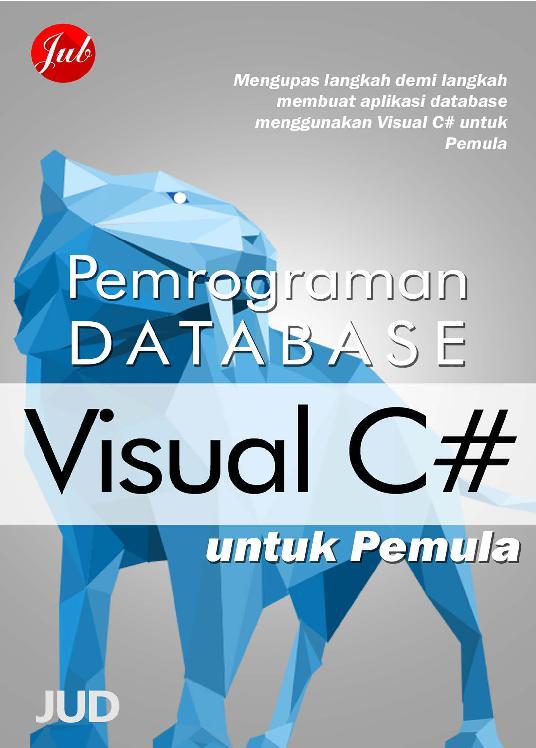 Jub
Mengupas langkah demi langkah
membuat aplikasi database
menggunakan Visual C# untuk
Pemula
Pemrograman
DATABASE
Visual C#
untuk Pemula
JUD